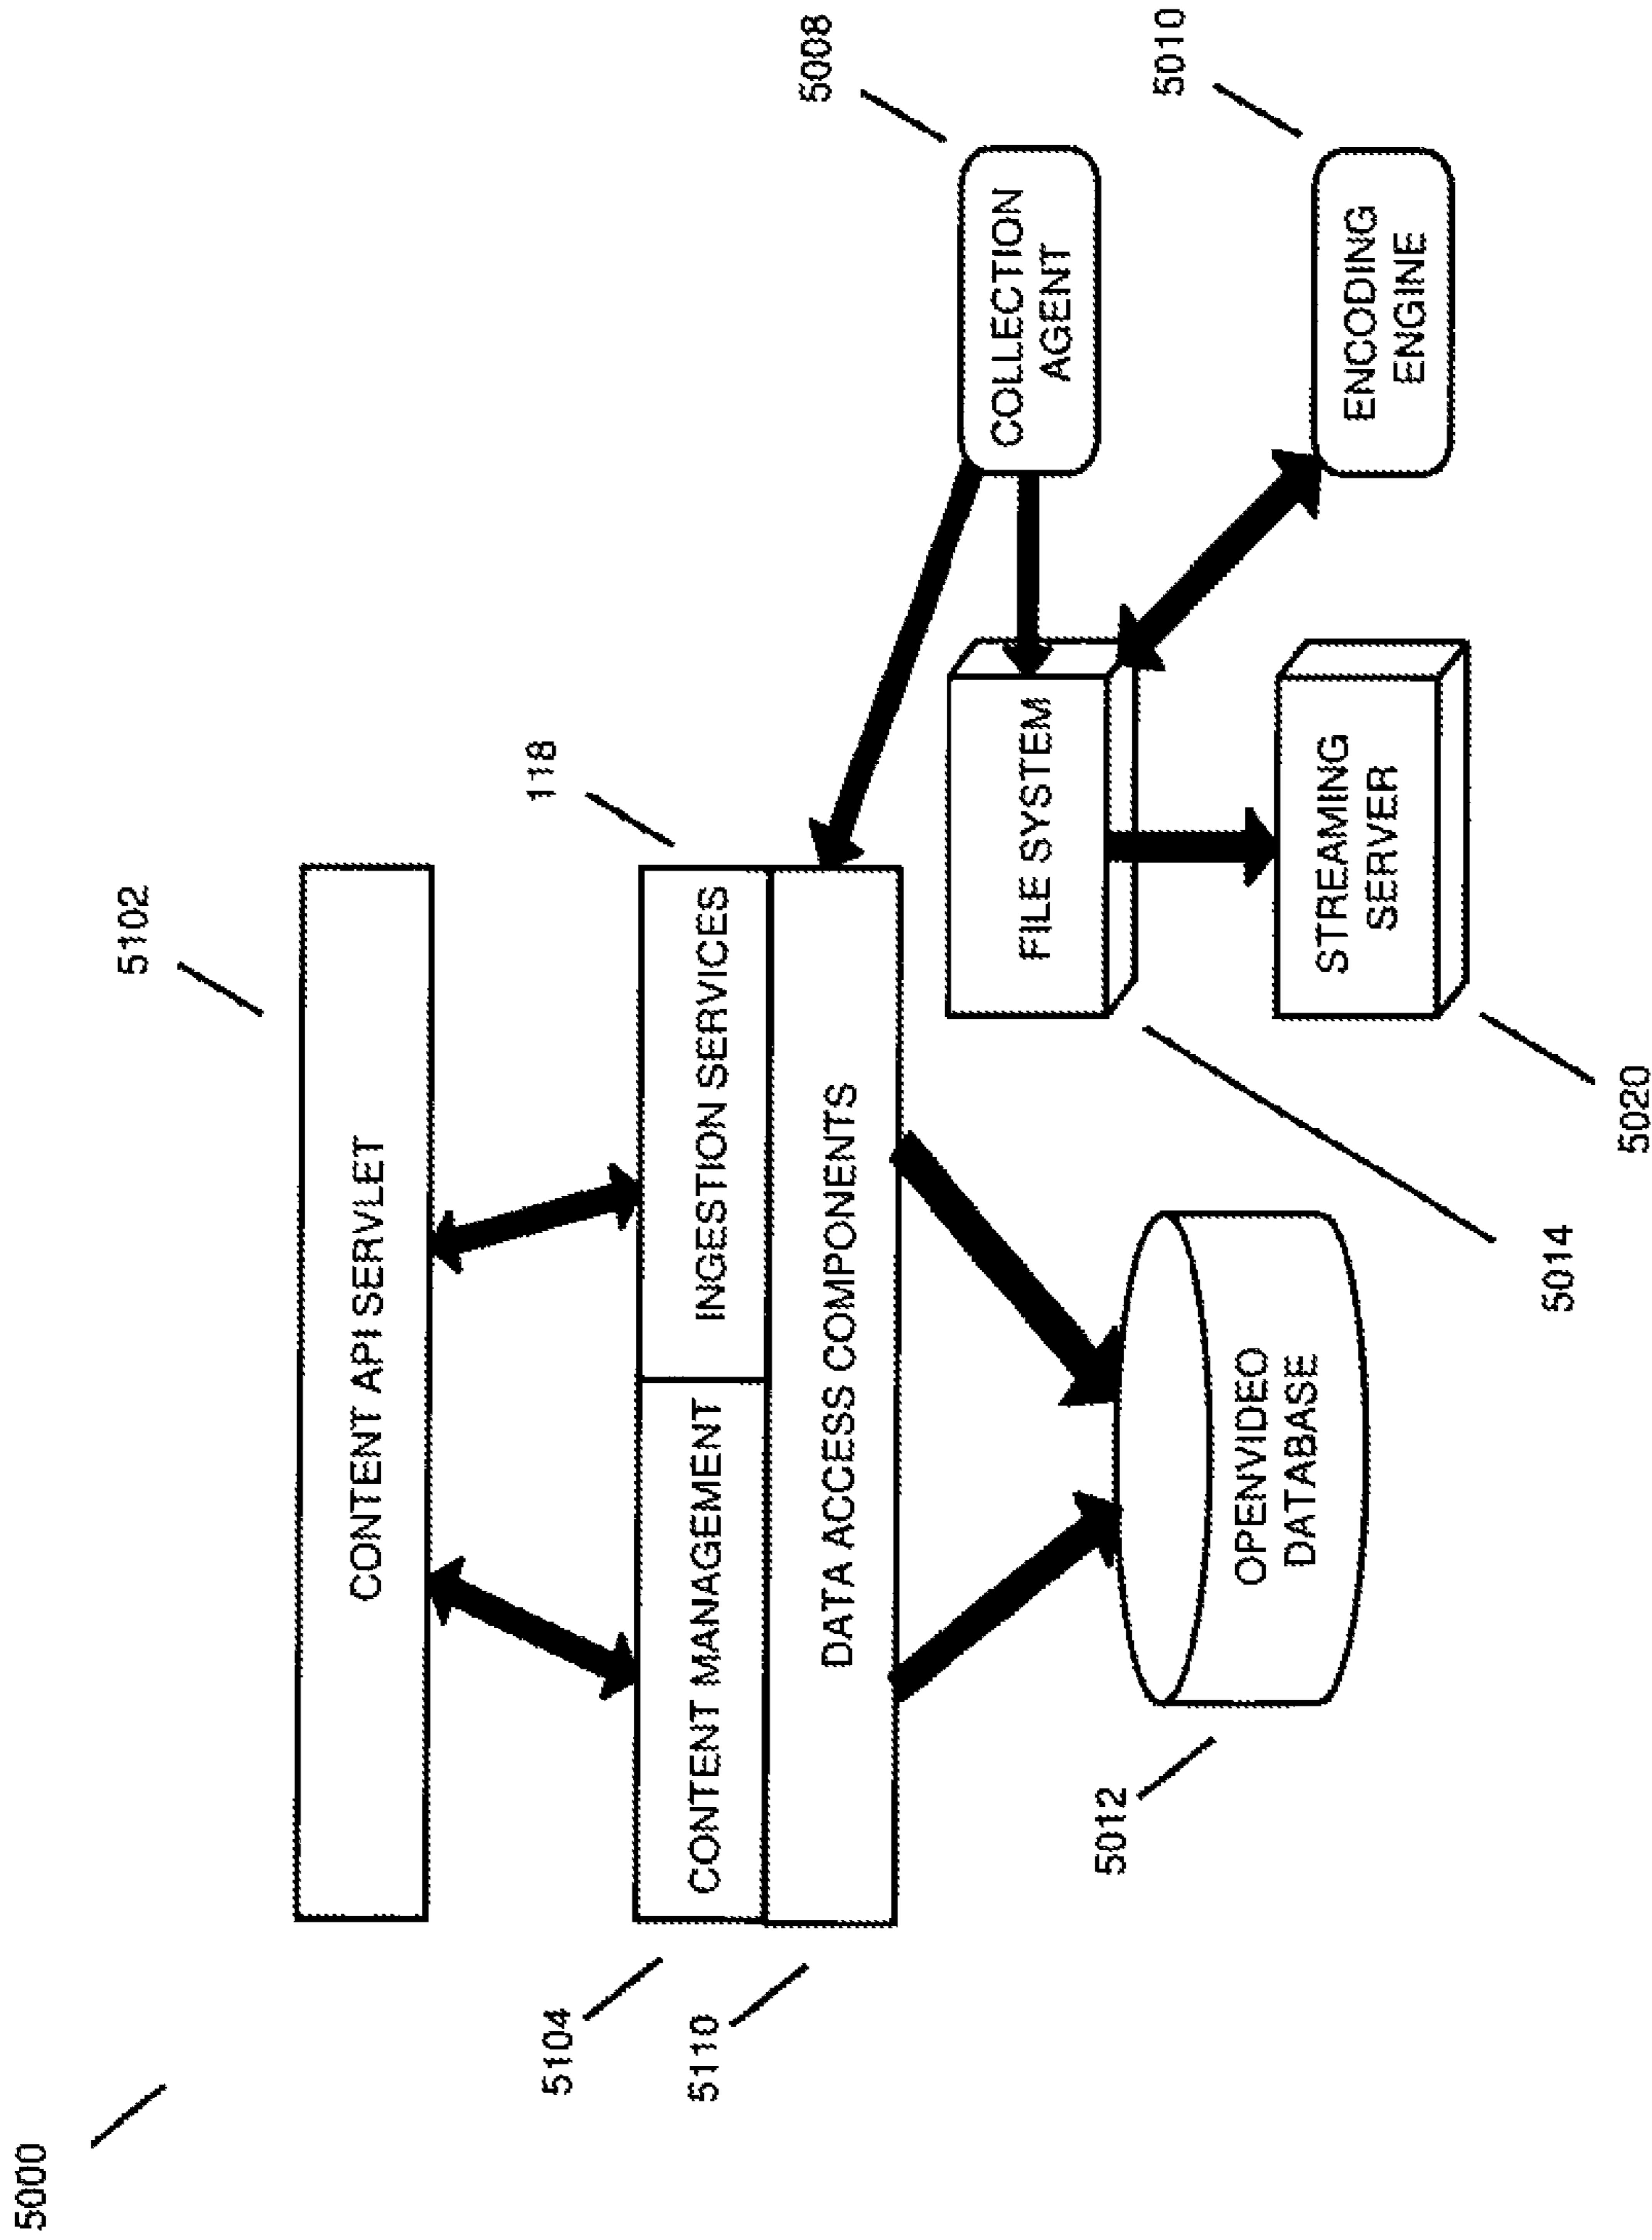 5000
5102
CONTENT API SERVLET
118
5104
CONTENT MANAGEMENT
INGESTION SERVICES
5110
DATA ACCESS COMPONENTS
5008
COLLECTION
AGENT
FILE SYSTEM
5010
ENCODING
ENGINE
5012
OPENVIDEO
DATABASE
5014
STREAMING
SERVER
5020